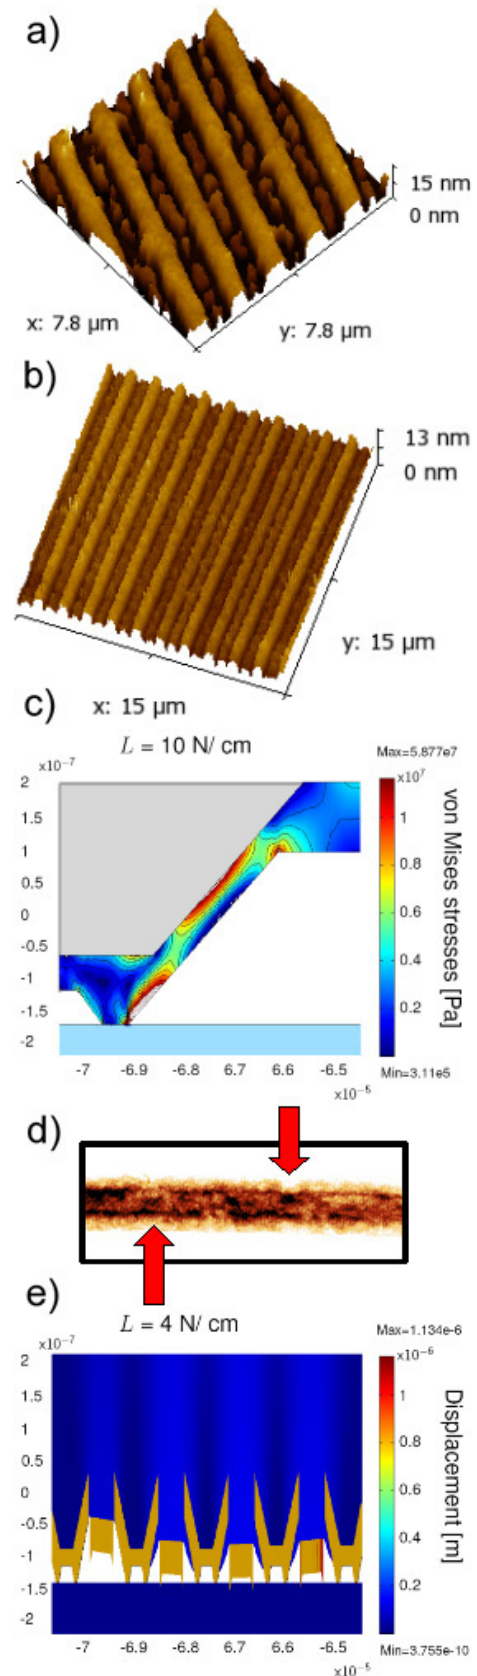 a)
15 nm
0 nm
x: 7.8 µm
y: 7.8 µm
b)
13 nm
0 nm
y: 15 µm
x: 15 µm
c)
L = 10 N/ cm
Max=5.877e7
x10⁻⁷
x10⁷
2
1.5
1
0.5
0
-0.5
-1
-1.5
-2
1
0.8
0.6
0.4
0.2
von Mises stresses [Pa]
Min=3.11e5
-7 -6.9 -6.8 6.7 6.6 -6.5
x10⁻⁵
d)
e)
L = 4 N/ cm
Max=1.134e-6
x10⁻⁷
x10⁻⁶
2
1.5
1
0.5
0
-0.5
-1
-1.5
-2
1
0.8
0.6
0.4
0.2
Displacement [m]
Min=3.755e-10
-7 -6.9 -6.8 -6.7 -6.6 -6.5
x10⁻⁵